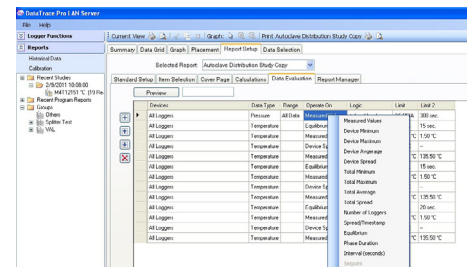 DataTrace Pro LAN Server
File Help
Logger Functions
Reports
Historical Data
Calibration
Recent Studies
2/9/2011 10:08:00
Recent Program Reports
Groups
Others
Splitter Test
VAL
Current View Graph: Print Autoclave Distribution Study Copy
Summary Data Grid Graph Placement Report Setup Data Selection
Selected Report Autoclave Distribution Study Copy
Standard Setup Item Selection Cover Page Calculations Data Evaluation Report Manager
Preview
Devices Data Type Range Operate On Logic Limit Limit 2
All Loggers Pressure All Data Measured 300 sec.
All Loggers Temperature Equilibrium 15 sec.
All Loggers Temperature Measured °C 1.50 °C
All Loggers Temperature Device Sp --
All Loggers Temperature Measured °C 135.50 °C
All Loggers Temperature Equilibrium 15 sec.
All Loggers Temperature Measured °C 1.50 °C
All Loggers Temperature Device Sp --
All Loggers Temperature Measured °C 135.50 °C
All Loggers Temperature Equilibrium 20 sec.
All Loggers Temperature Measured °C 1.50 °C
All Loggers Temperature Device Sp --
All Loggers Temperature Measured °C 135.50 °C
Measured Values
Device Minimum
Device Maximum
Device Average
Device Spread
Total Minimum
Total Maximum
Total Average
Total Spread
Number of Loggers
Spread/Timestamp
Equilibrium
Phase Duration
Interval (seconds)
Setpoint